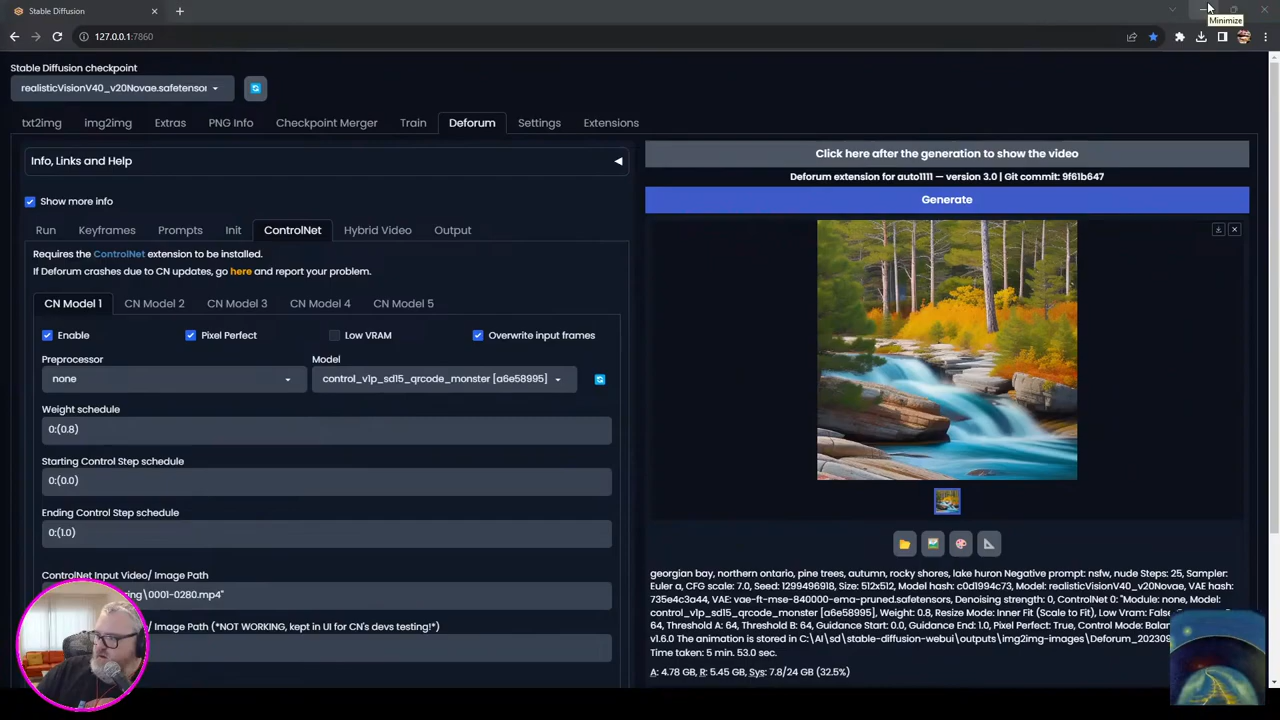 Stable Diffusion
Minimize
127.0.0.1:7860
Stable Diffusion checkpoint
realisticVisionV40_v20Novae.safetensor
txt2img img2img Extras PNG Info Checkpoint Merger Train Deforum Settings Extensions
Info, Links and Help
Click here after the generation to show the video
Deforum extension for auto1111 — version 3.0 | Git commit: 9f61b647
Show more info
Generate
Run Keyframes Prompts Init ControlNet Hybrid Video Output
Requires the ControlNet extension to be installed.
If Deforum crashes due to CN updates, go here and report your problem.
CN Model 1 CN Model 2 CN Model 3 CN Model 4 CN Model 5
Enable Pixel Perfect Low VRAM Overwrite input frames
Preprocessor Model
none control_v1p_sd15_qrcode_monster [a6e58995]
Weight schedule
0:(0.8)
Starting Control Step schedule
0:(0.0)
Ending Control Step schedule
0:(1.0)
ControlNet Input Video/ Image Path
ring\0001-0280.mp4"
/ Image Path (*NOT WORKING, kept in UI for CN's devs testing!*)
georgian bay, northern ontario, pine trees, autumn, rocky shores, lake huron Negative prompt: nsfw, nude Steps: 25, Sampler:
Euler a, CFG scale: 7.0, Seed: 1299496918, Size: 512x512, Model hash: c0d1994c73, Model: realisticVisionV40_v20Novae, VAE hash:
735e4c3a44, VAE: vae-ft-mse-840000-ema-pruned.safetensors, Denoising strength: 0, ControlNet 0: "Module: none, Model:
control_v1p_sd15_qrcode_monster [a6e58995], Weight: 0.8, Resize Mode: Inner Fit (Scale to Fit), Low Vram: False,
Threshold A: 64, Threshold B: 64, Guidance Start: 0.0, Guidance End: 1.0, Pixel Perfect: True, Control Mode: Balan
v1.6.0 The animation is stored in C:\AI\sd\stable-diffusion-webui\outputs\img2img-images\Deforum_202309
Time taken: 5 min. 53.0 sec.
A: 4.78 GB, R: 5.45 GB, Sys: 7.8/24 GB (32.5%)